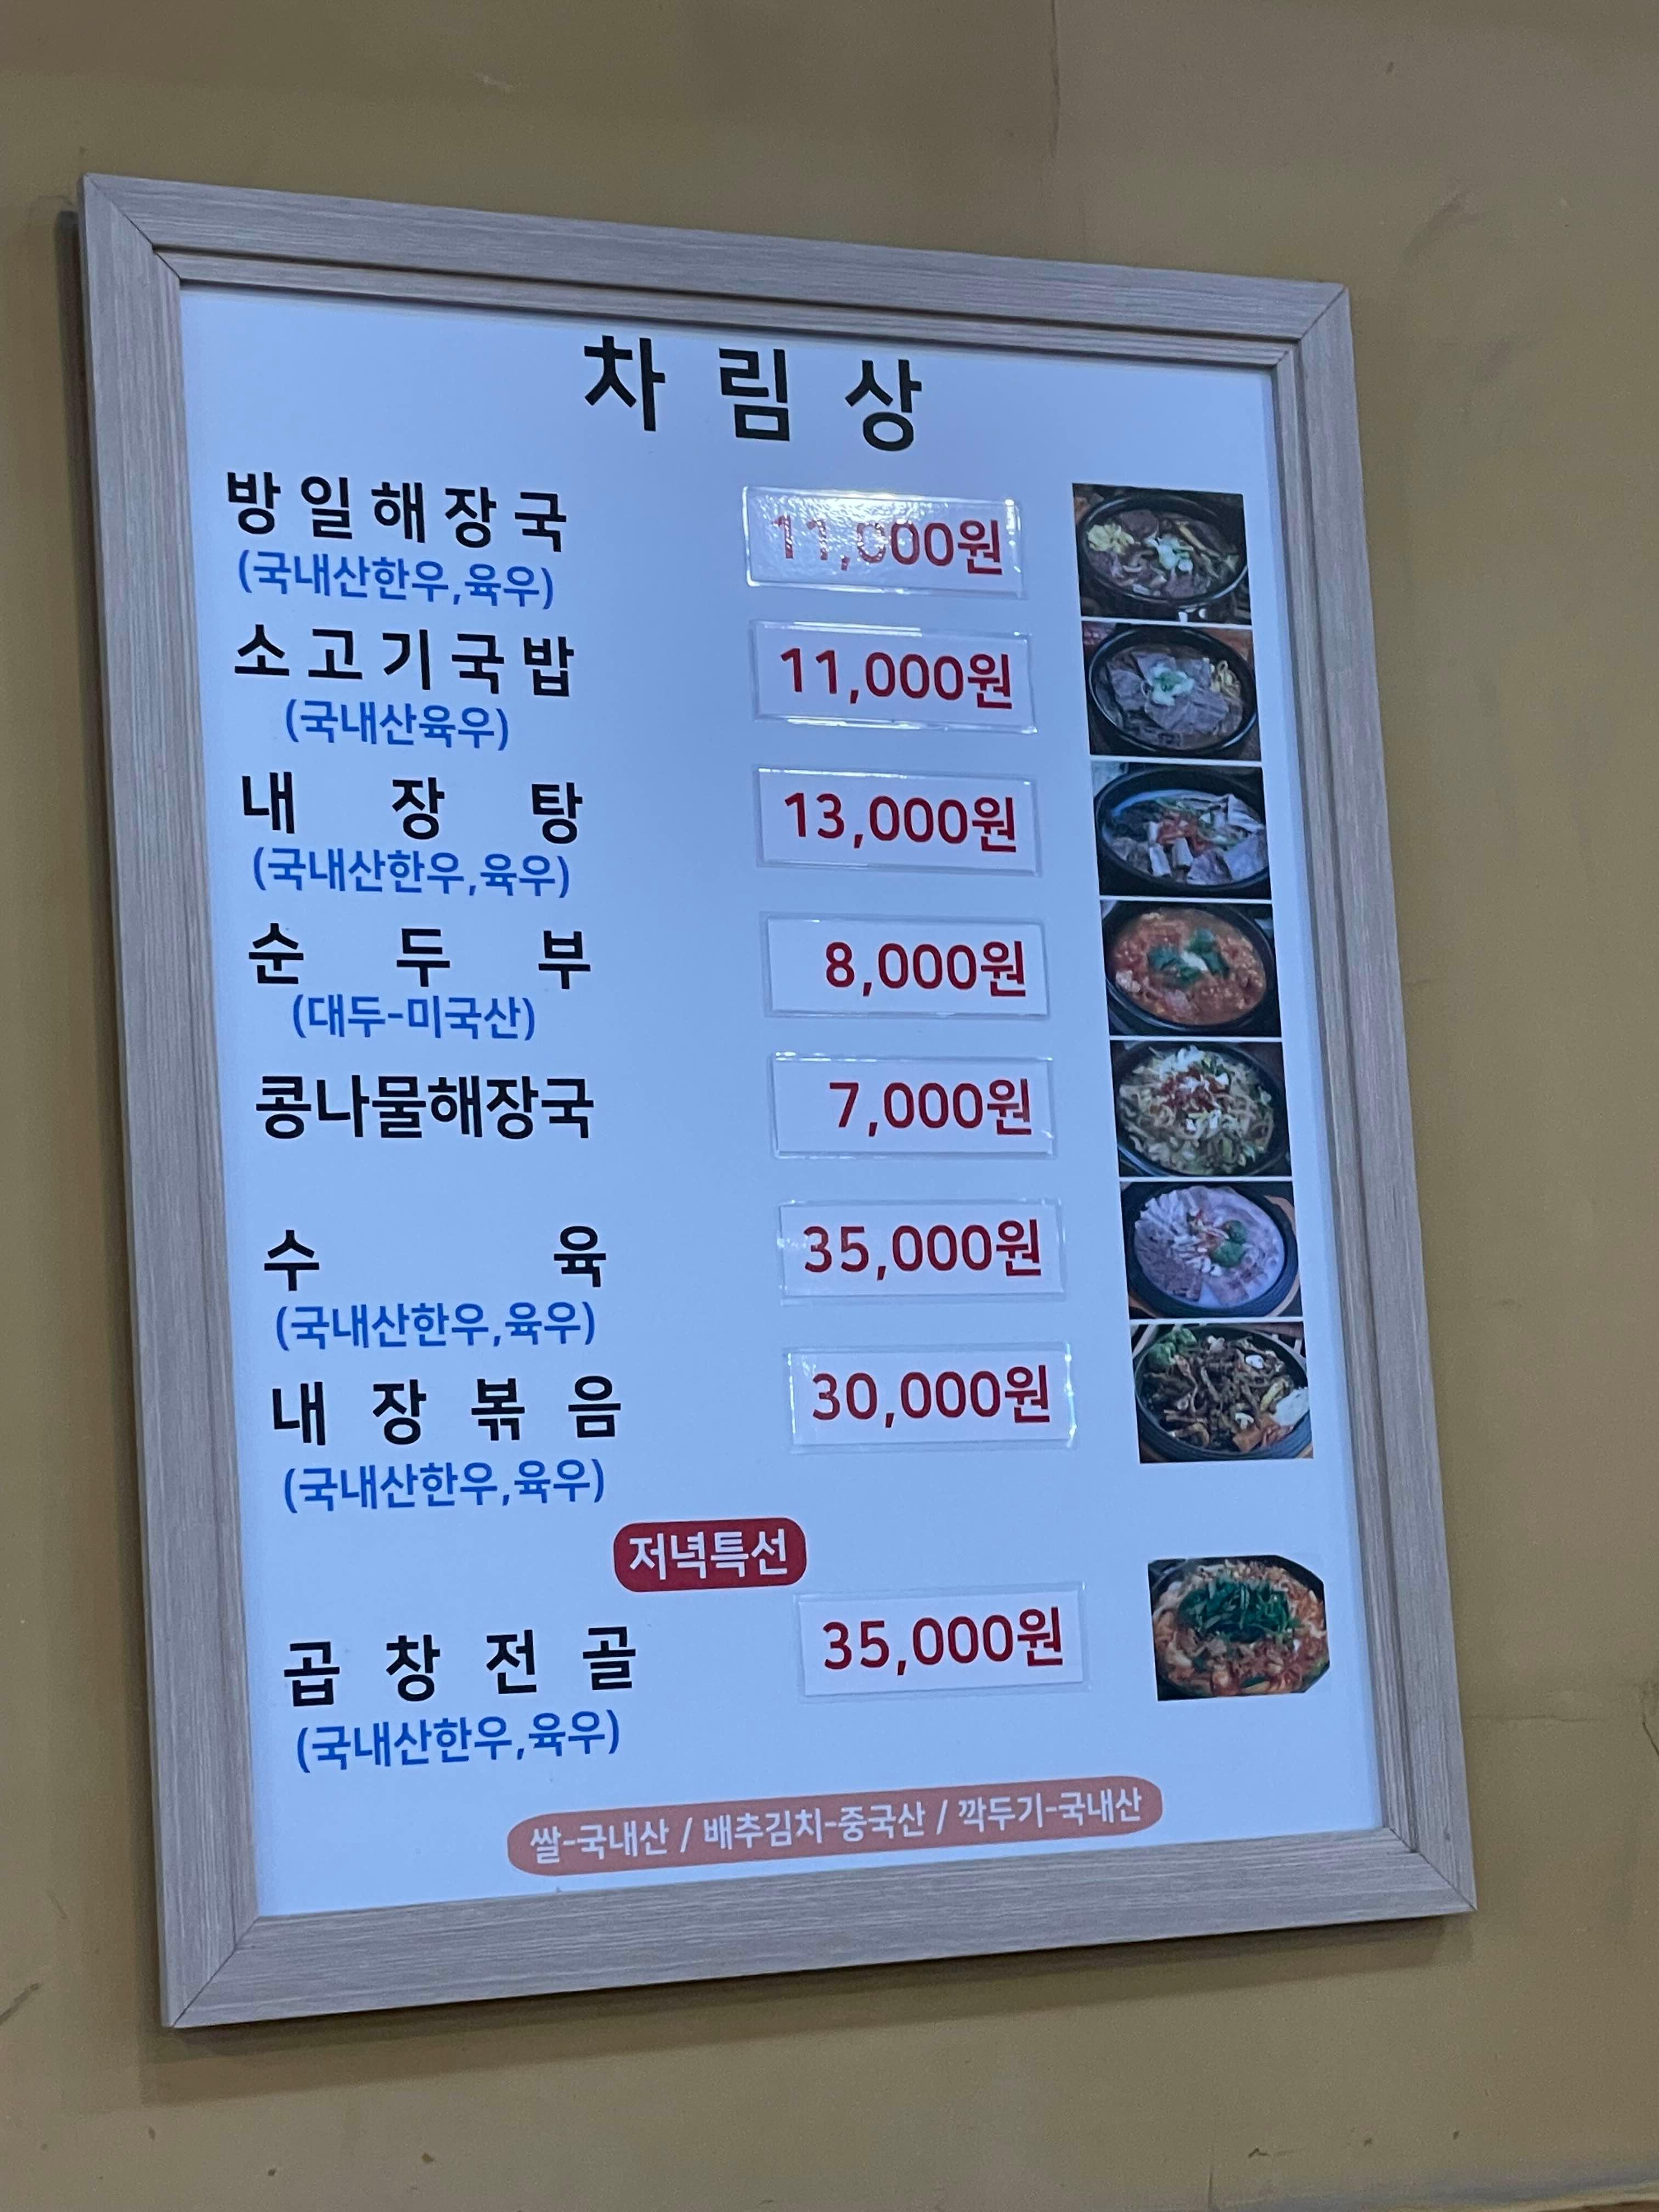 차림상
방일해장국 11,000원
(국내산한우,육우)
소고기국밥 11,000원
(국내산육우)
내장탕 13,000원
(국내산한우,육우)
순두부 8,000원
(대두-미국산)
콩나물해장국 7,000원
수육 35,000원
(국내산한우,육우)
내장볶음 30,000원
(국내산한우,육우)
저녁특선
곱창전골 35,000원
(국내산한우,육우)
쌀-국내산 / 배추김치-중국산 / 깍두기-국내산